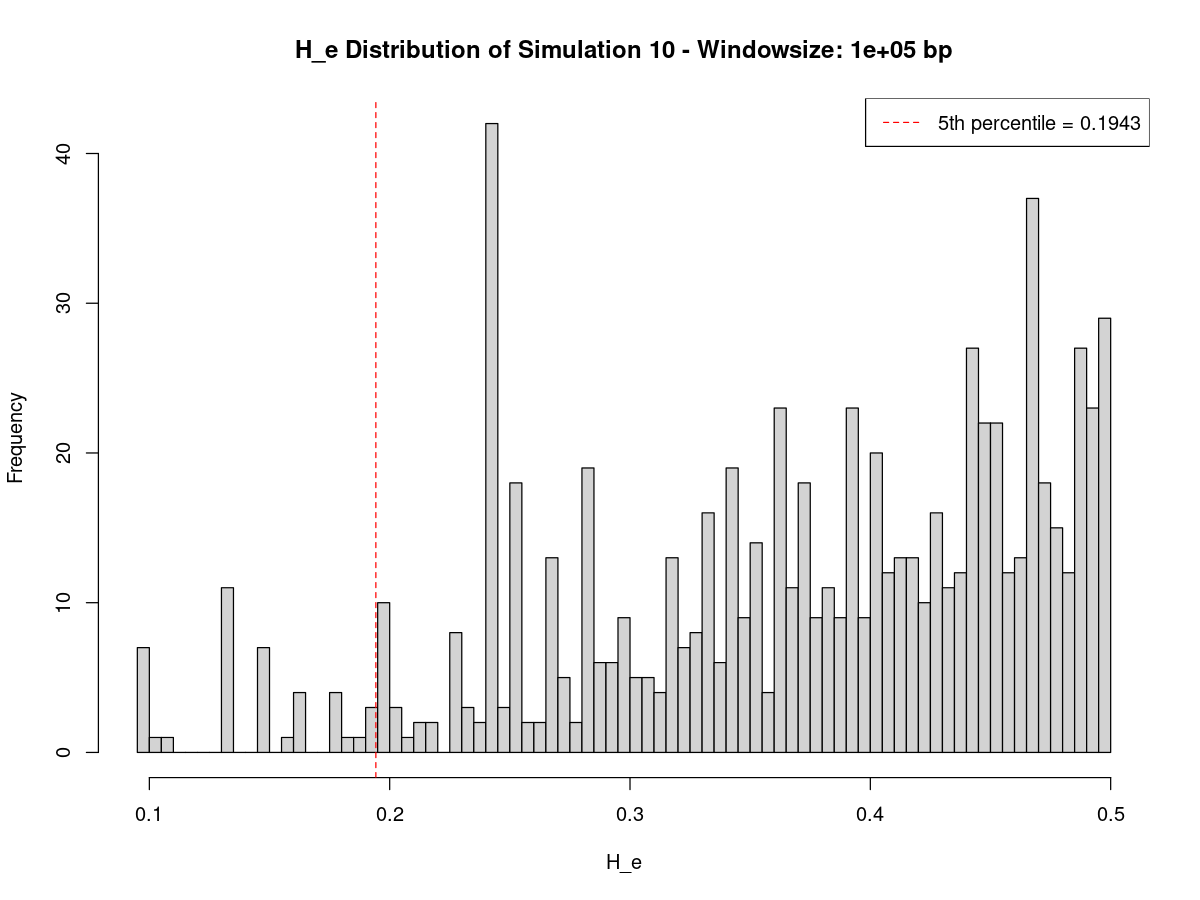 H_e Distribution of Simulation 10 - Windowsize: 1e+05 bp
5th percentile = 0.1943
Frequency
40
30
20
10
0
0.1 0.2 0.3 0.4 0.5
H_e